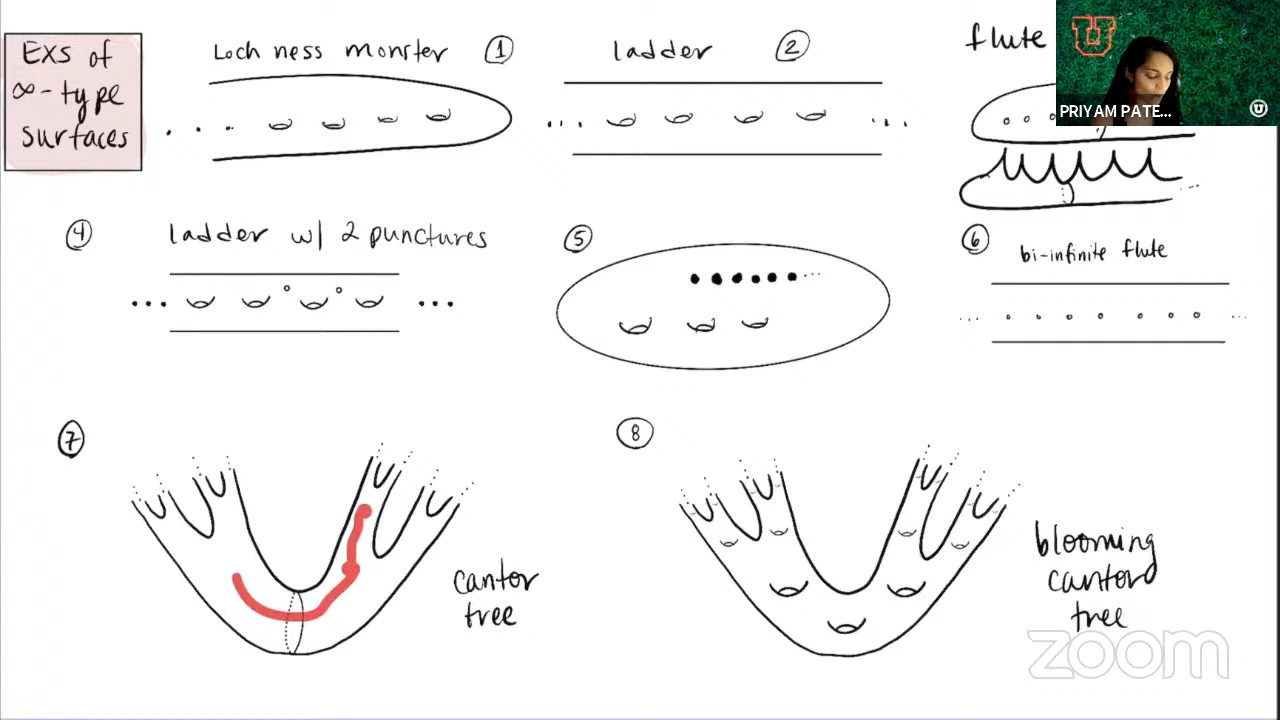 Exs of
∞-type
surfaces
Loch ness monster ①
ladder ②
flute
U
PRIYAM PATE...
④ ladder w/ 2 punctures
⑤
⑥
bi-infinite flute
⑦
cantor
tree
⑧
blooming
cantor
tree
zoom